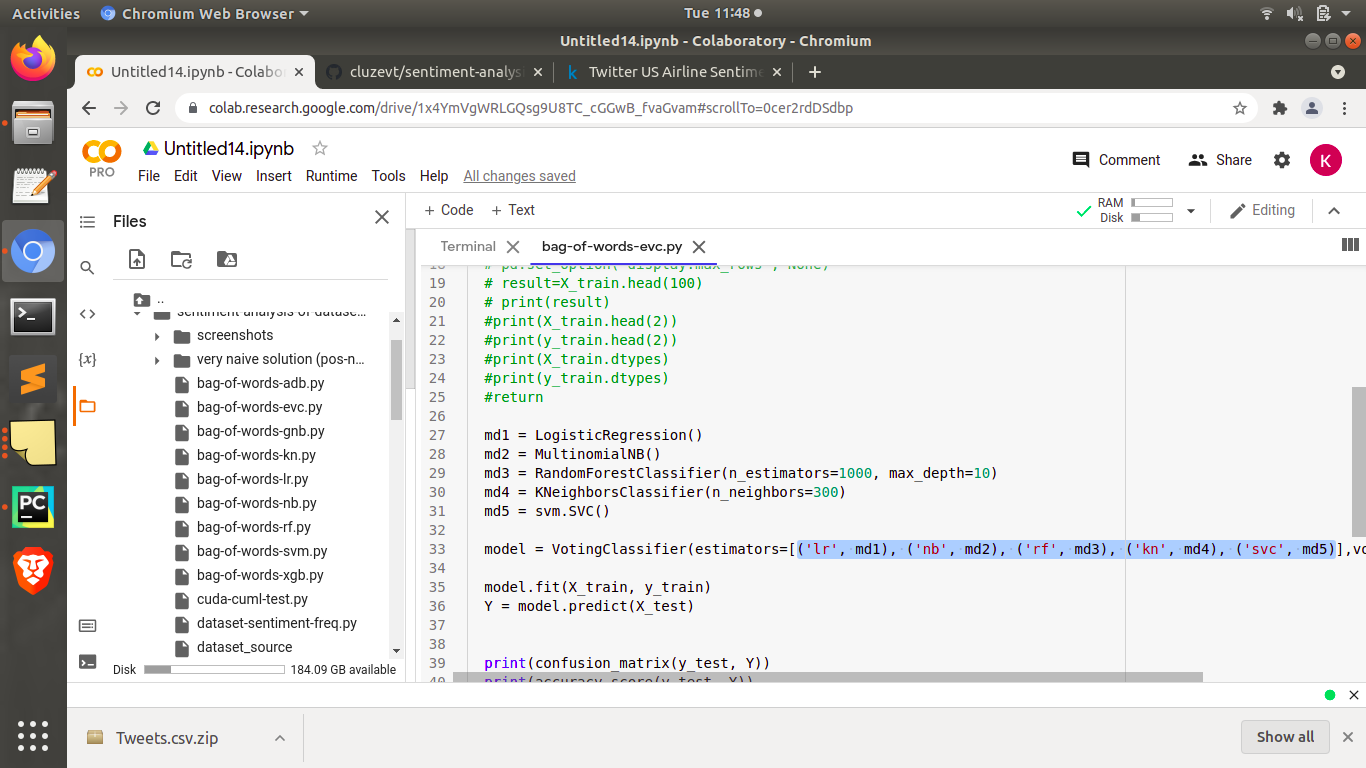 Activities
Chromium Web Browser
Tue 11:48
Untitled14.ipynb - Colaboratory - Chromium
Untitled14.ipynb - Colabo
cluzevt/sentiment-analys
Twitter US Airline Sentim
colab.research.google.com/drive/1x4YmVgWRLGQsg9U8TC_cGGwB_fvaGvam#scrollTo=0cer2rdDSdbp
PRO
Untitled14.ipynb
File Edit View Insert Runtime Tools Help All changes saved
Comment
Share
K
Files
+ Code + Text
RAM
Disk
Editing
Terminal
bag-of-words-evc.py
..
sentiment analysis of datase...
screenshots
very naive solution (pos-n...
bag-of-words-adb.py
bag-of-words-evc.py
bag-of-words-gnb.py
bag-of-words-kn.py
bag-of-words-lr.py
bag-of-words-nb.py
bag-of-words-rf.py
bag-of-words-svm.py
bag-of-words-xgb.py
cuda-cuml-test.py
dataset-sentiment-freq.py
dataset_source
Disk 184.09 GB available
18 # pd.set_option('display.max_rows', None)
19 # result=X_train.head(100)
20 # print(result)
21 #print(X_train.head(2))
22 #print(y_train.head(2))
23 #print(X_train.dtypes)
24 #print(y_train.dtypes)
25 #return
26
27 md1 = LogisticRegression()
28 md2 = MultinomialNB()
29 md3 = RandomForestClassifier(n_estimators=1000, max_depth=10)
30 md4 = KNeighborsClassifier(n_neighbors=300)
31 md5 = svm.SVC()
32
33 model = VotingClassifier(estimators=[('lr', md1), ('nb', md2), ('rf', md3), ('kn', md4), ('svc', md5)],vo
34
35 model.fit(X_train, y_train)
36 Y = model.predict(X_test)
37
38
39 print(confusion_matrix(y_test, Y))
40 print(accuracy_score(y_test, Y))
Tweets.csv.zip
Show all